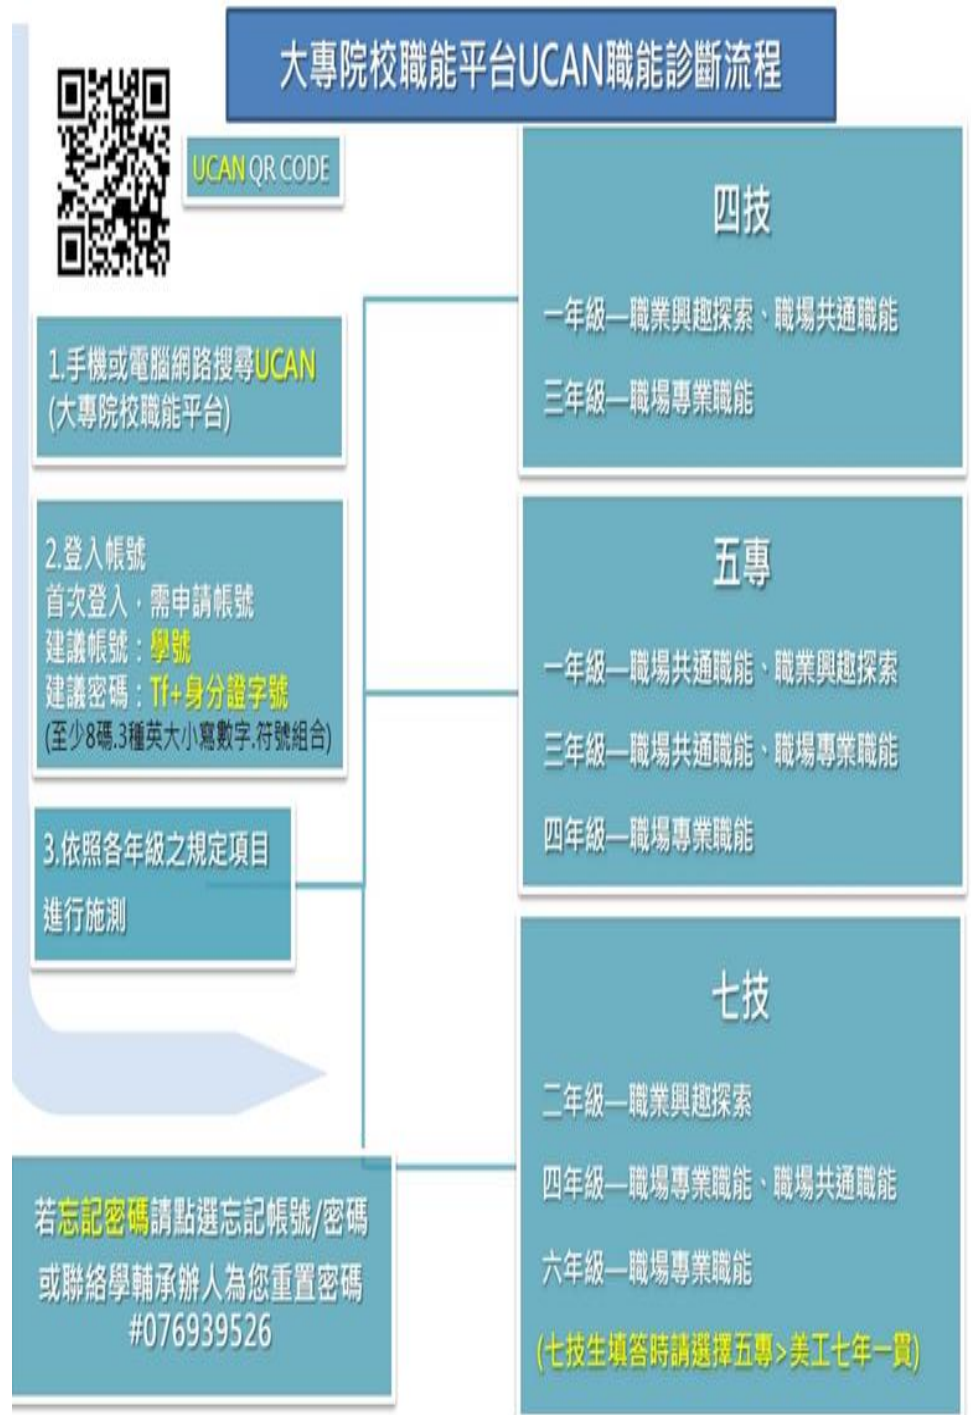 大專院校職能平台UCAN職能診斷流程
UCAN QR CODE
1.手機或電腦網路搜尋UCAN
(大專院校職能平台)
2.登入帳號
首次登入，需申請帳號
建議帳號：學號
建議密碼：Tf+身分證字號
(至少8碼.3種英大小寫數字.符號組合)
3.依照各年級之規定項目
進行施測
若忘記密碼請點選忘記帳號/密碼
或聯絡學輔承辦人為您重置密碼
#076939526
四技
一年級—職業興趣探索、職場共通職能
三年級—職場專業職能
五專
一年級—職場共通職能、職業興趣探索
三年級—職場共通職能、職場專業職能
四年級—職場專業職能
七技
二年級—職業興趣探索
四年級—職場專業職能、職場共通職能
六年級—職場專業職能
(七技生填答時請選擇五專>美工七年一貫)